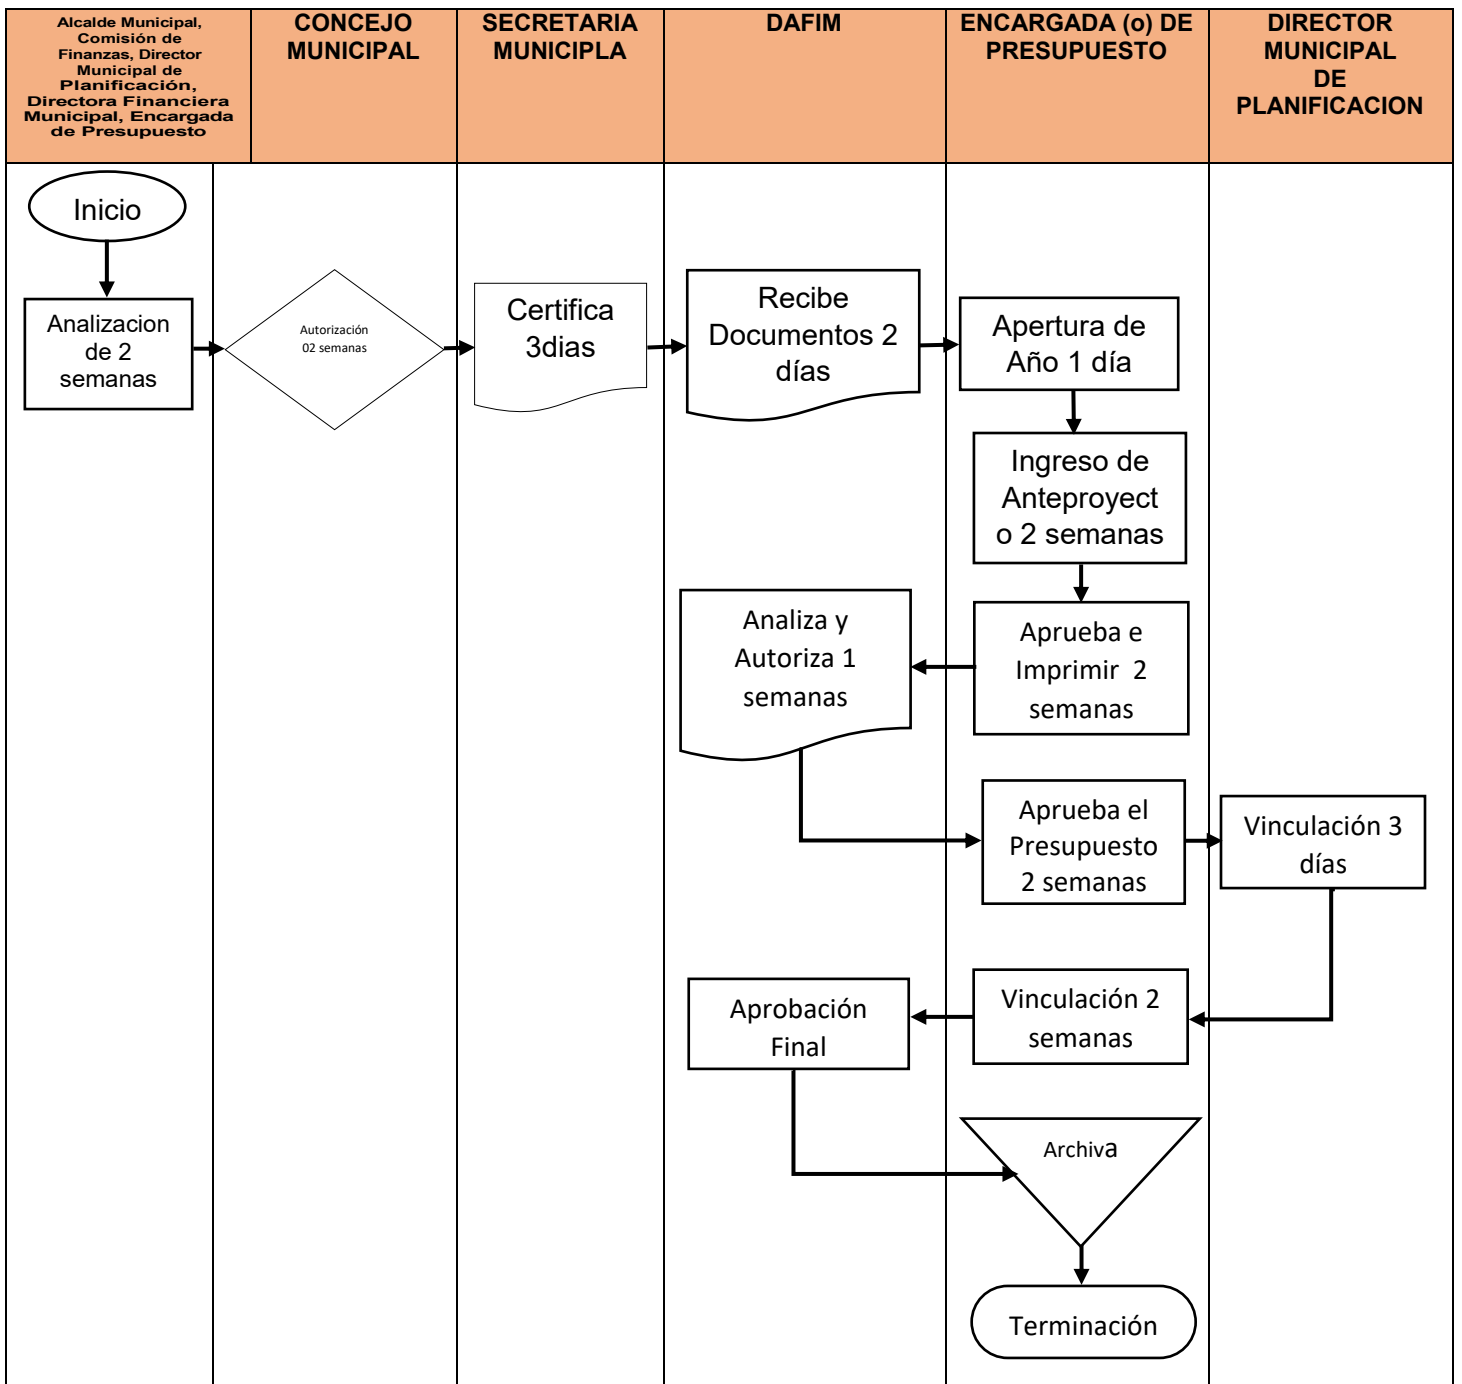 Alcalde Municipal,
Comisión de
Finanzas, Director
Municipal de
Planificación,
Directora Financiera
Municipal, Encargada
de Presupuesto
CONCEJO
MUNICIPAL
SECRETARIA
MUNICIPLA
DAFIM
ENCARGADA (o) DE
PRESUPUESTO
DIRECTOR
MUNICIPAL
DE
PLANIFICACION
Inicio
Analizacion
de 2
semanas
Autorización
02 semanas
Certifica
3dias
Recibe
Documentos 2
días
Apertura de
Año 1 día
Ingreso de
Anteproyect
o 2 semanas
Aprueba e
Imprimir 2
semanas
Analiza y
Autoriza 1
semanas
Aprueba el
Presupuesto
2 semanas
Vinculación 3
días
Vinculación 2
semanas
Aprobación
Final
Archiva
Terminación